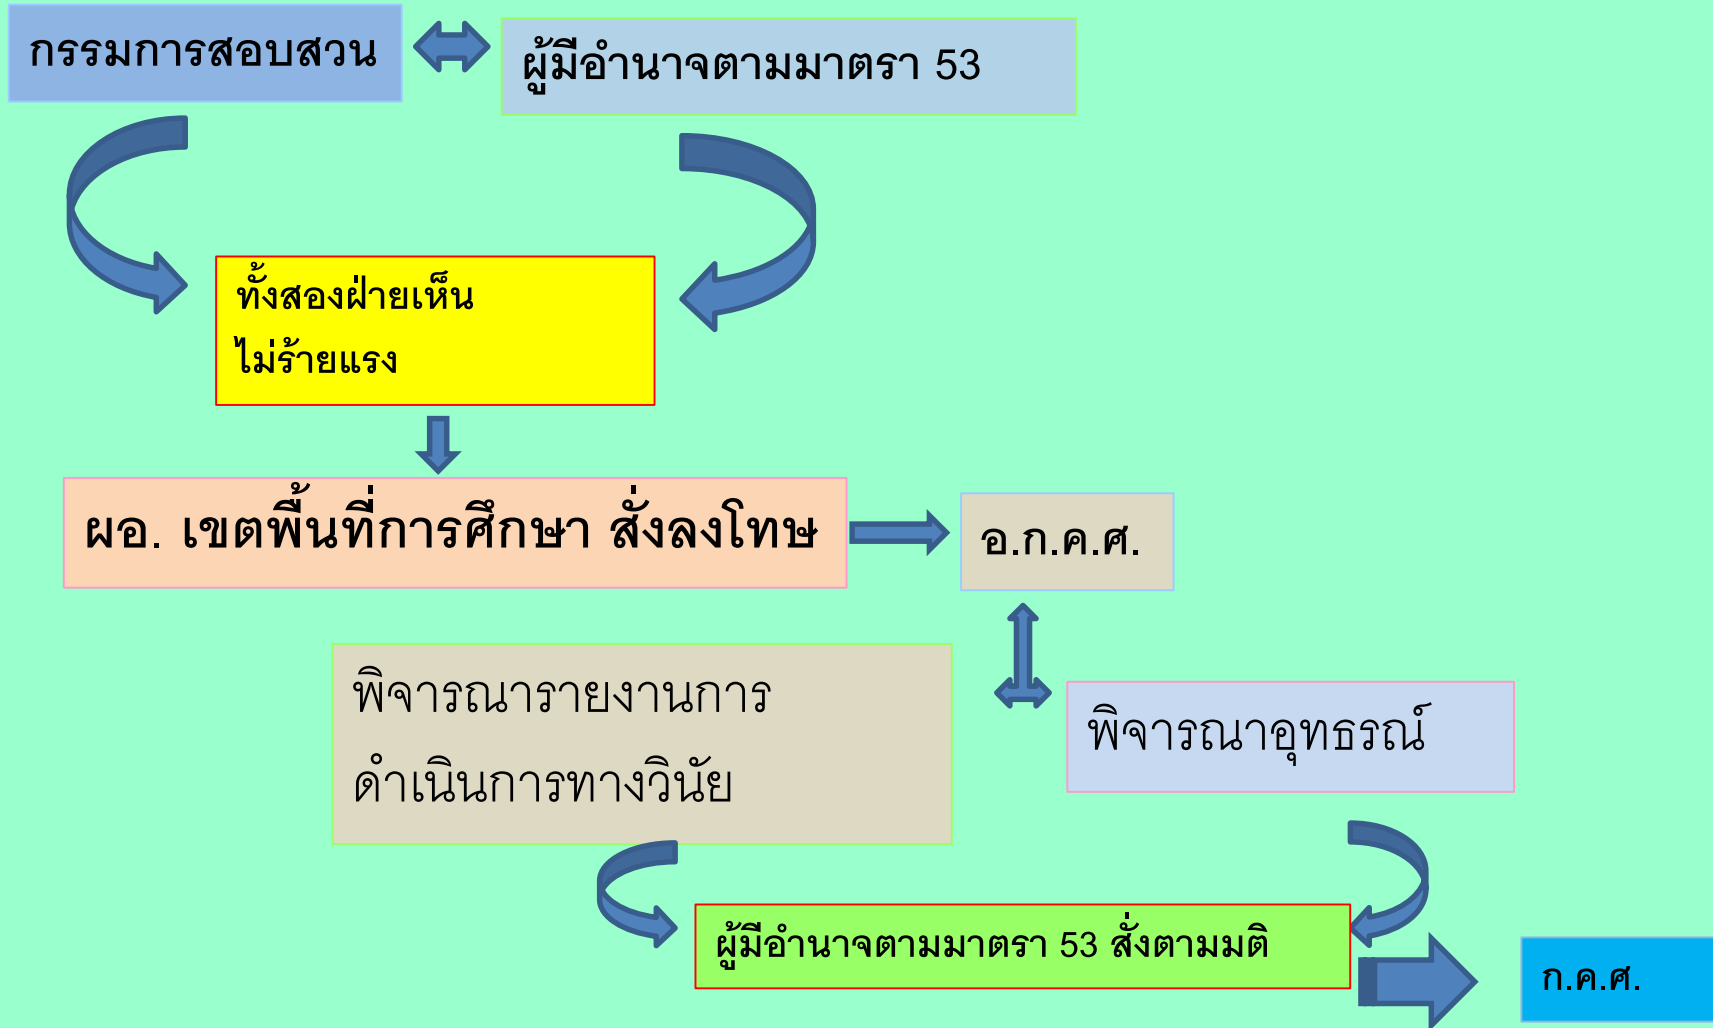 กรรมการสอบสวน
ผู้มีอำนาจตามมาตรา 53
ทั้งสองฝ่ายเห็น
ไม่ร้ายแรง
ผอ. เขตพื้นที่การศึกษา สั่งลงโทษ
อ.ก.ค.ศ.
พิจารณารายงานการ
ดำเนินการทางวินัย
พิจารณาอุทธรณ์
ผู้มีอำนาจตามมาตรา 53 สั่งตามมติ
ก.ค.ศ.